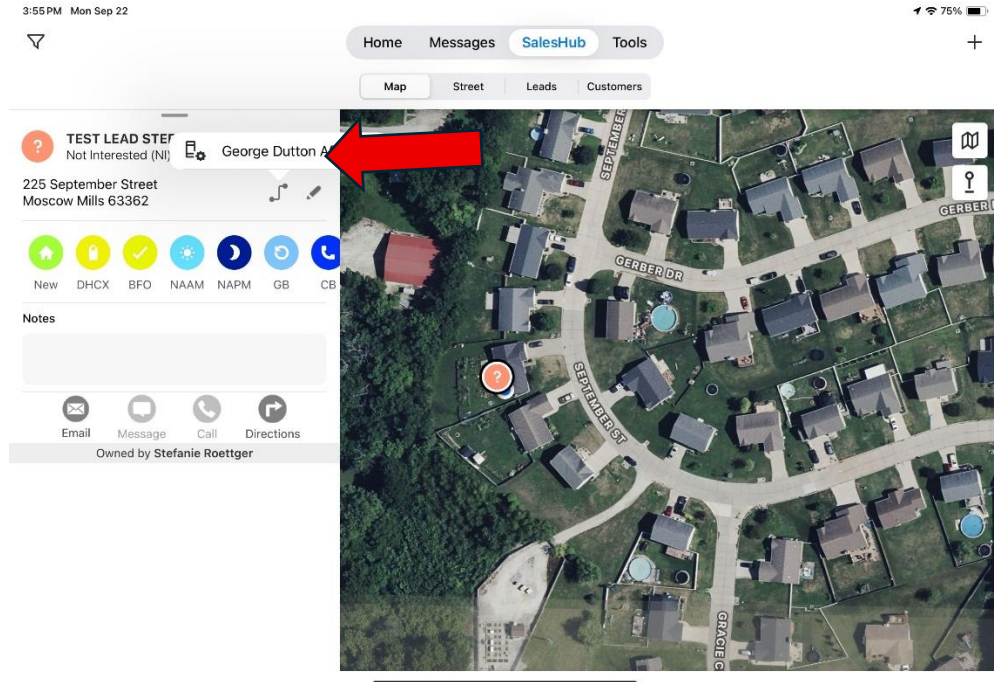 3:55 PM Mon Sep 22
75%
Home Messages SalesHub Tools
Map Street Leads Customers
TEST LEAD
Not Interested (NI)
George Dutton
225 September Street
Moscow Mills 63362
New DHCX BFO NAAM NAPM GB CB
Notes
Email Message Call Directions
Owned by Stefanie Roettger
SEPTEMBER
GERBER
GERBER DR
?
?
SEPTEMBER ST
GRACIE C